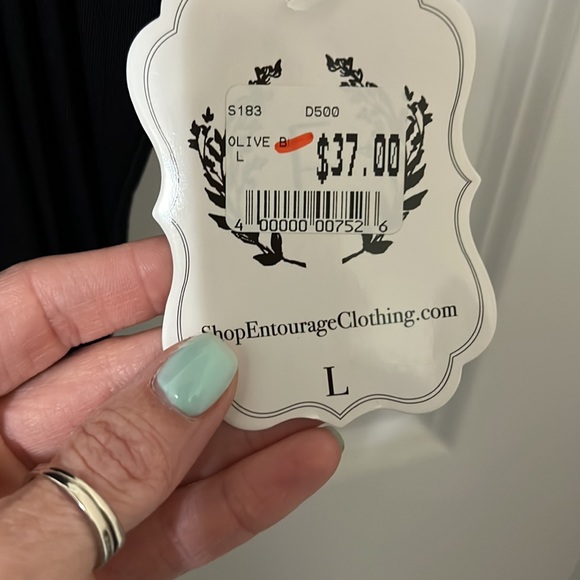 S183 D500
OLIVE B
L
$37.00
4 00000 00752 6
ShopEntourageClothing.com
L